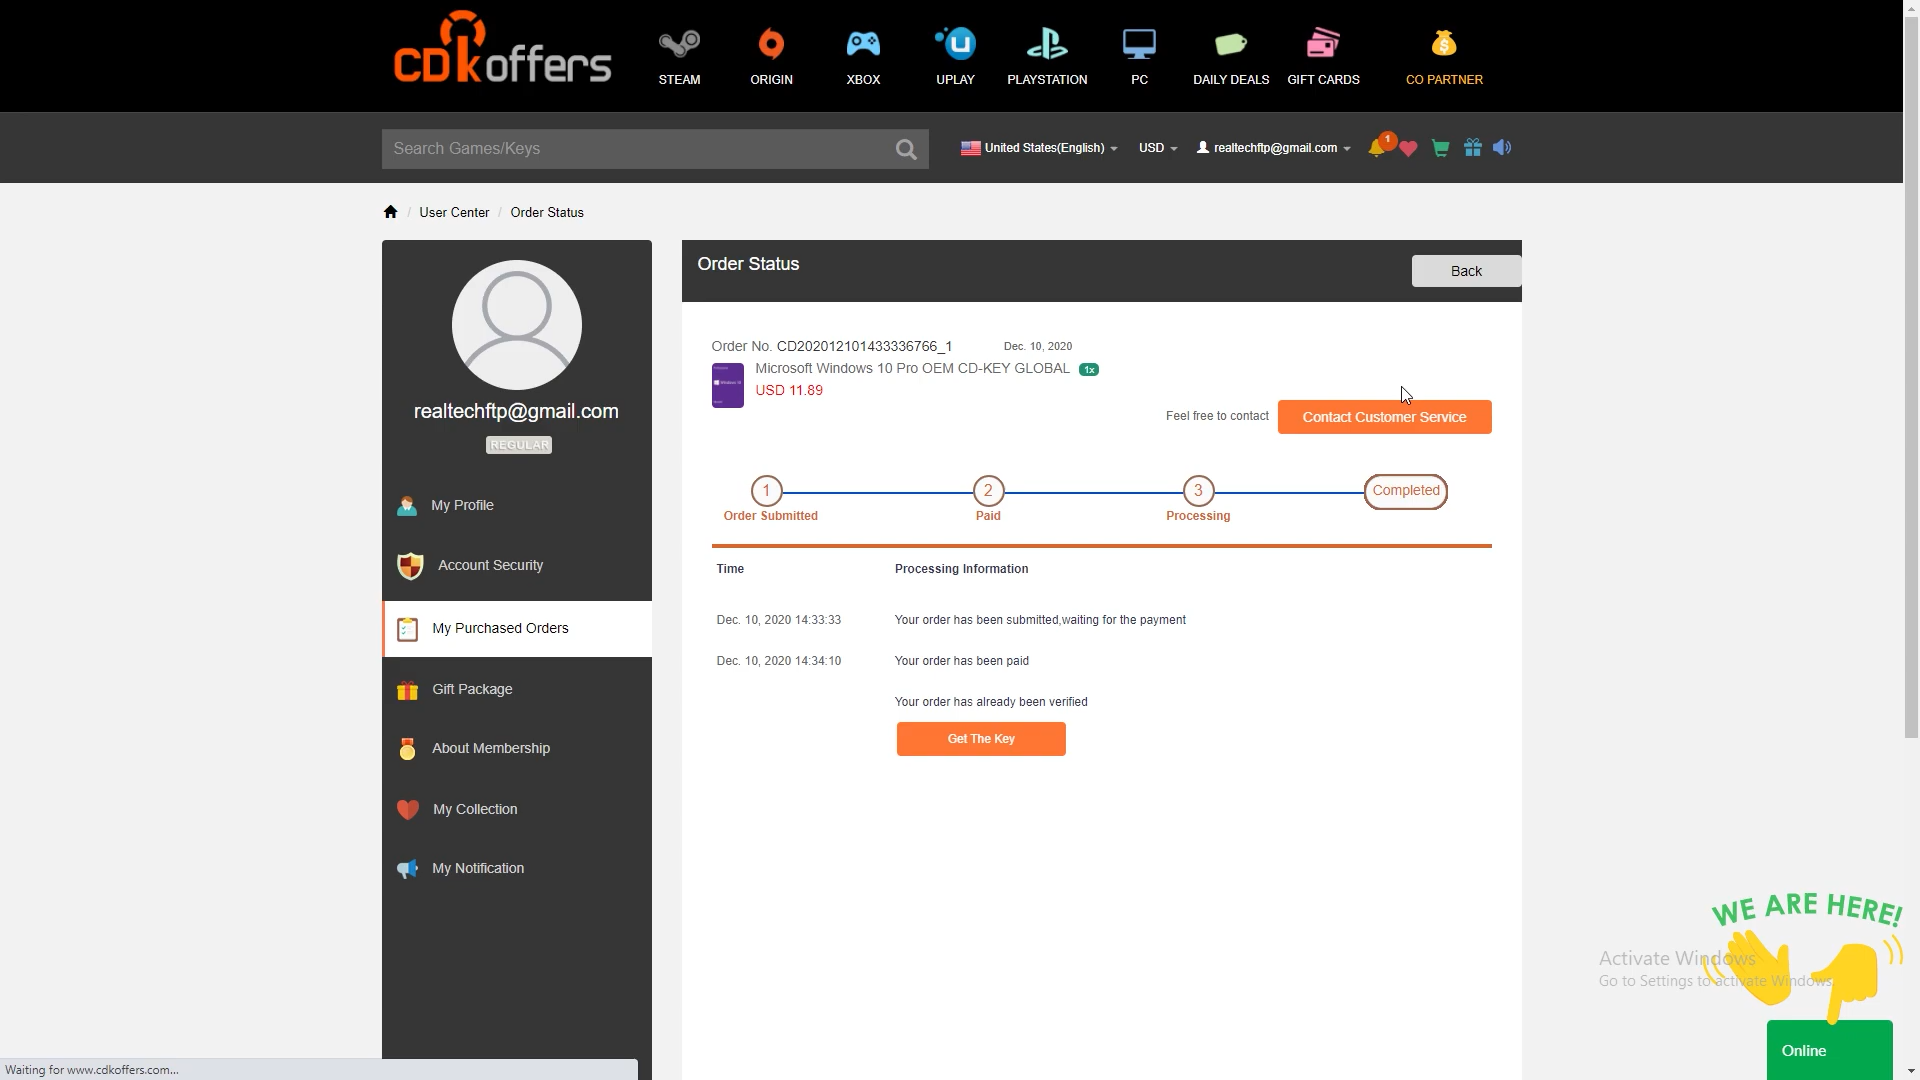 CDKoffers
STEAM
ORIGIN
XBOX
UPLAY
PLAYSTATION
PC
DAILY DEALS
GIFT CARDS
CO PARTNER
Search Games/Keys
United States(English)
USD
realtechftp@gmail.com
1
/ User Center / Order Status
realtechftp@gmail.com
REGULAR
My Profile
Account Security
My Purchased Orders
Gift Package
About Membership
My Collection
My Notification
Order Status
Back
Order No. CD202012101433336766_1 Dec. 10, 2020
Microsoft Windows 10 Pro OEM CD-KEY GLOBAL 1x
USD 11.89
Feel free to contact
Contact Customer Service
1
2
3
Completed
Order Submitted
Paid
Processing
Time Processing Information
Dec. 10, 2020 14:33:33 Your order has been submitted,waiting for the payment
Dec. 10, 2020 14:34:10 Your order has been paid
Your order has already been verified
Get The Key
WE ARE HERE!
Activate Windows
Go to Settings to activate Windows.
Online
Waiting for www.cdkoffers.com...